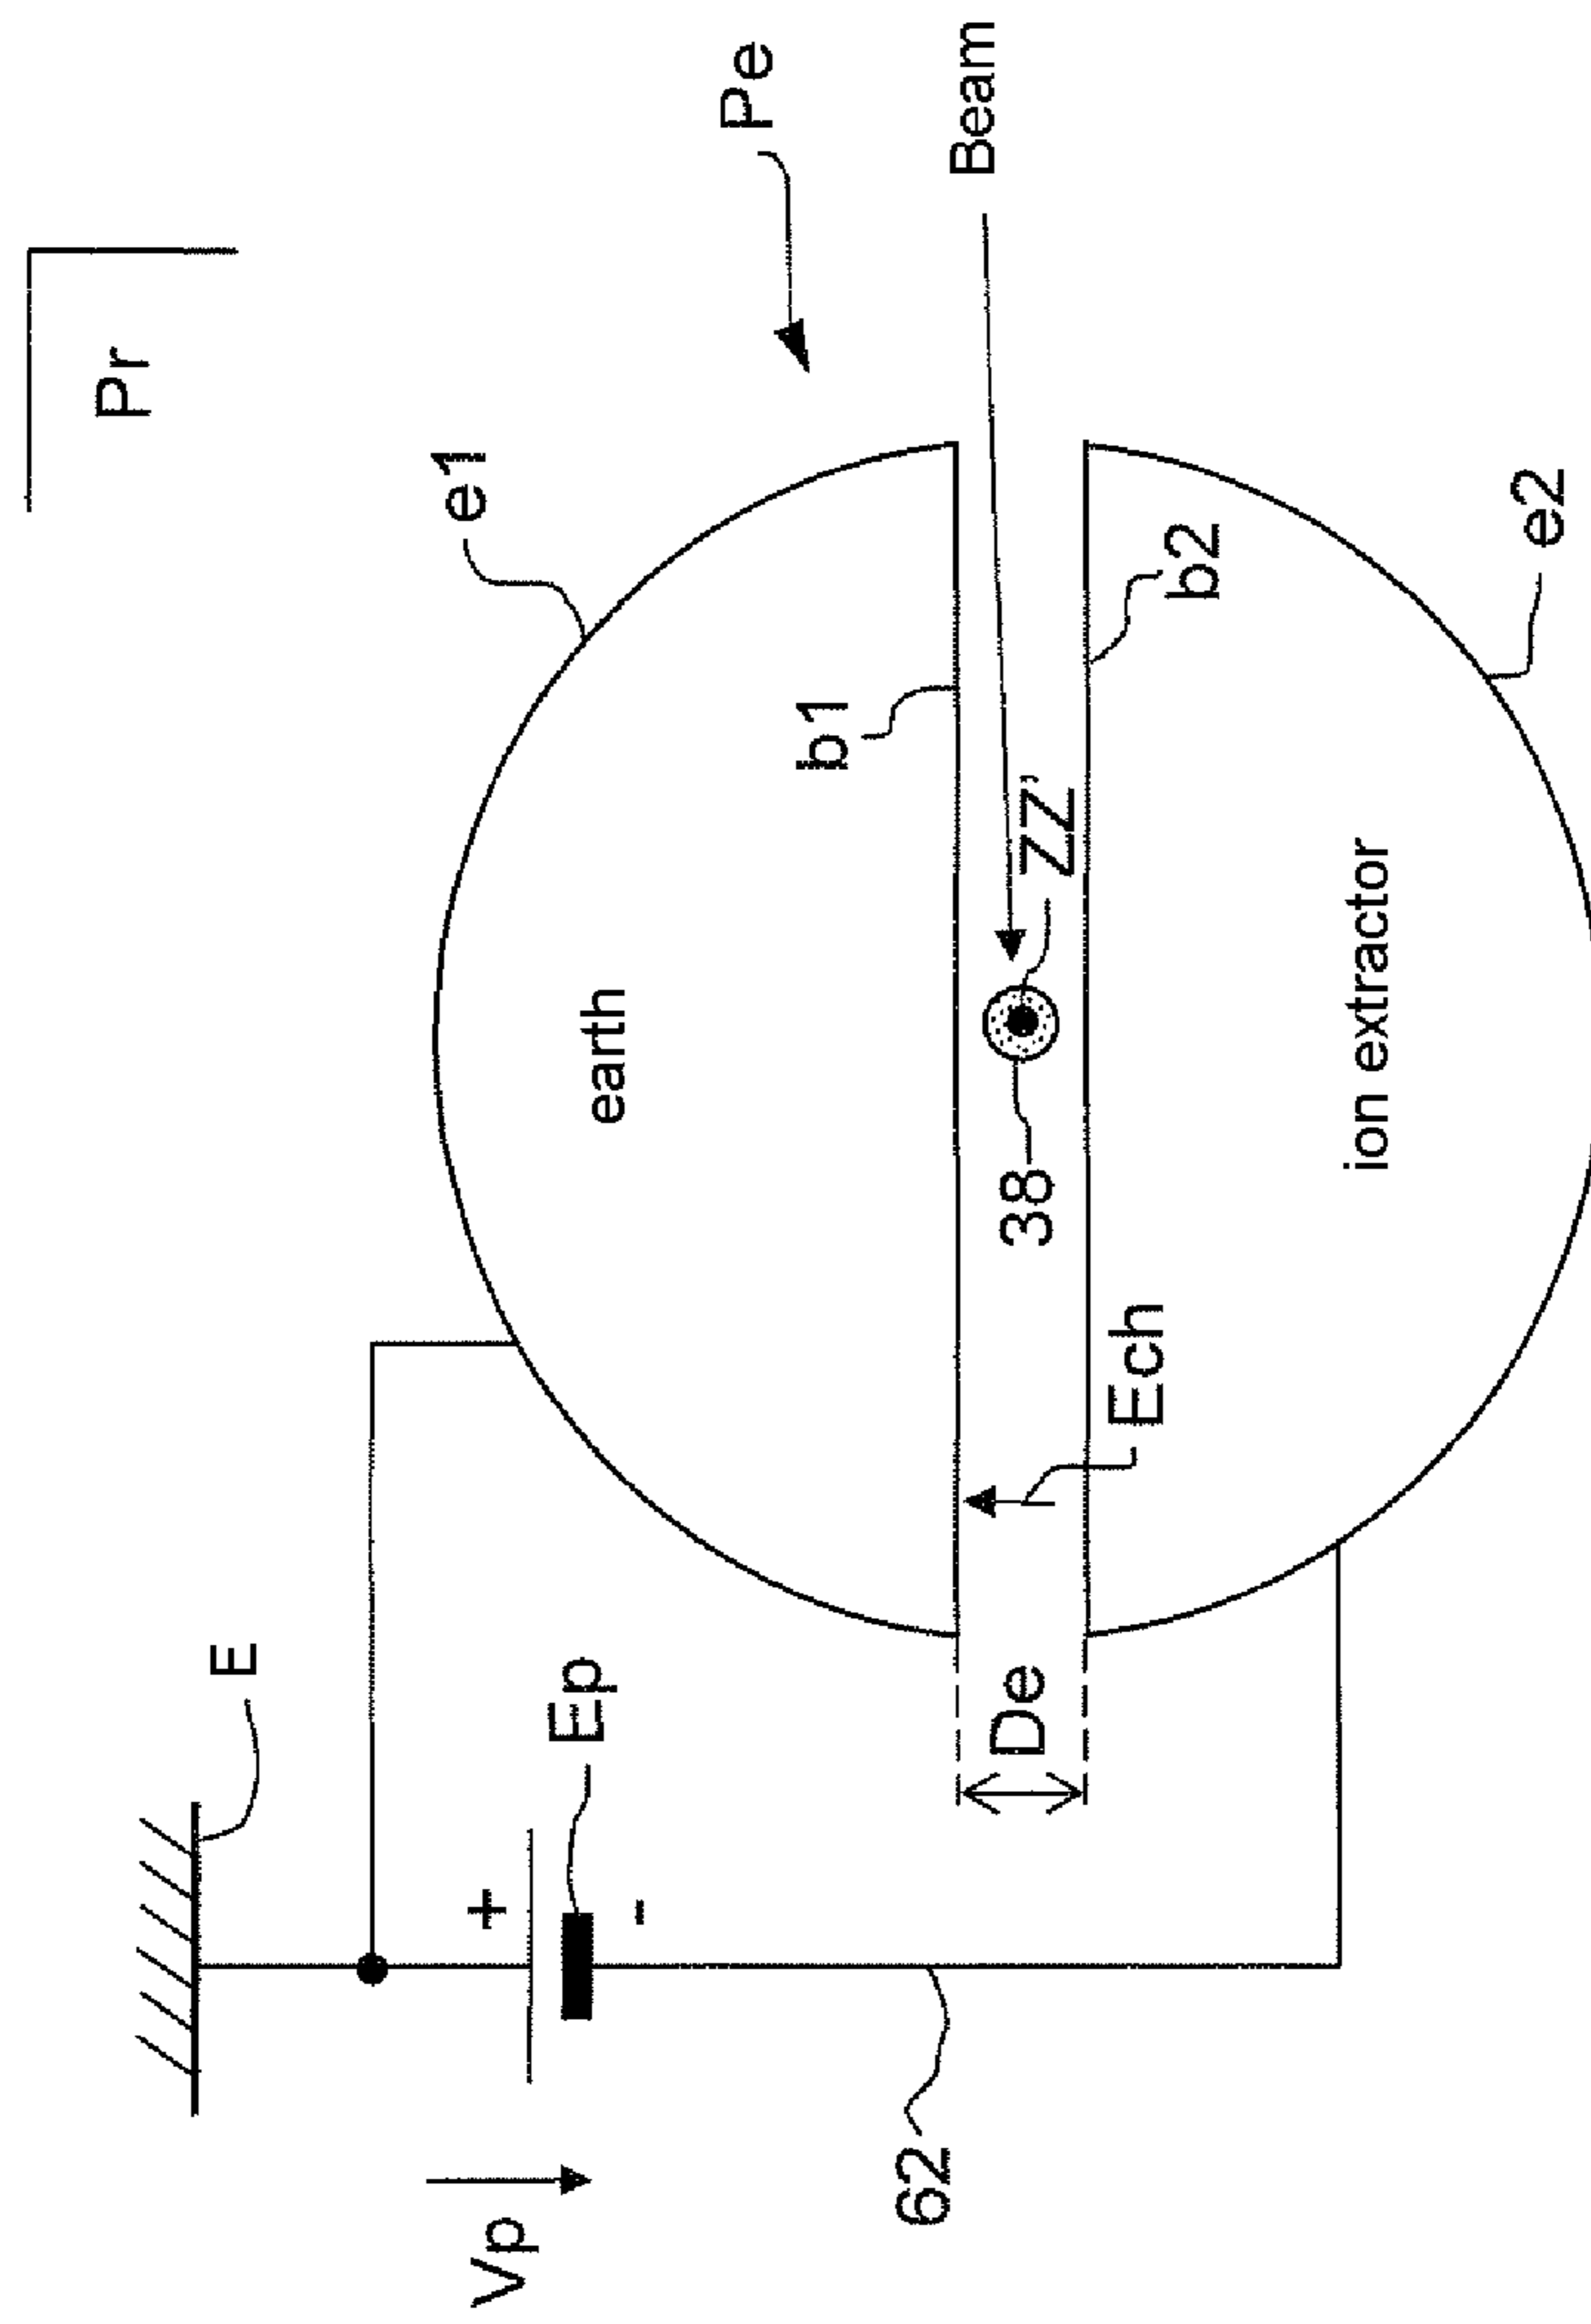 Pr
Pe
Beam
e1
b1
b2
e2
ZZ'
earth
38
ion extractor
Ech
De
E
Ep
+
-
Vp
62